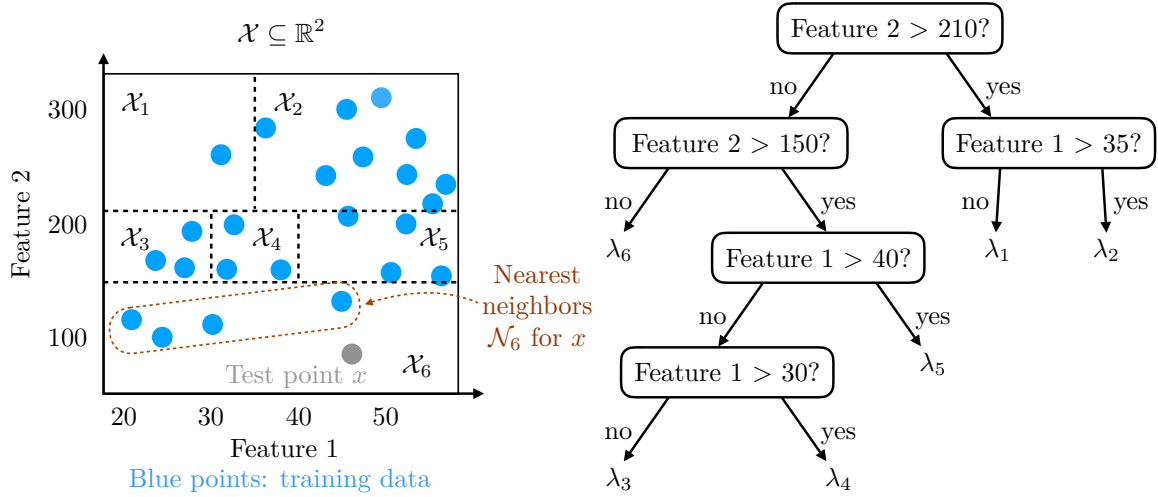 𝒳 ⊆ ℝ²
300
200
100
Feature 2
𝒳₁
𝒳₂
𝒳₃
𝒳₄
𝒳₅
𝒳₆
Test point x
20
30
40
50
Feature 1
Blue points: training data
Nearest
neighbors
𝒩₆ for x
Feature 2 > 210?
no
yes
Feature 2 > 150?
Feature 1 > 35?
no
yes
no
yes
λ₆
λ₁
λ₂
Feature 1 > 40?
no
yes
Feature 1 > 30?
λ₅
no
yes
λ₃
λ₄